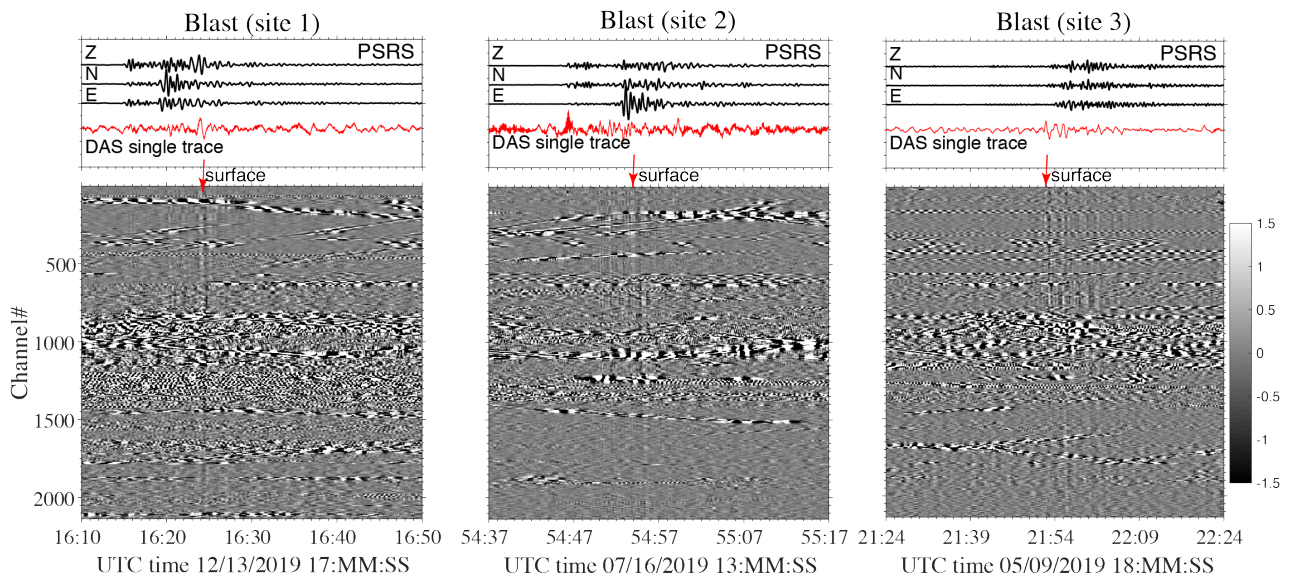 Blast (site 1)
Z
PSRS
N
E
DAS single trace
surface
Blast (site 2)
Z
PSRS
N
E
DAS single trace
surface
Blast (site 3)
Z
PSRS
N
E
DAS single trace
surface
Channel#
500
1000
1500
2000
16:10 16:20 16:30 16:40 16:50
UTC time 12/13/2019 17:MM:SS
54:37 54:47 54:57 55:07 55:17
UTC time 07/16/2019 13:MM:SS
21:24 21:39 21:54 22:09 22:24
UTC time 05/09/2019 18:MM:SS
1.5
1
0.5
0
-0.5
-1
-1.5